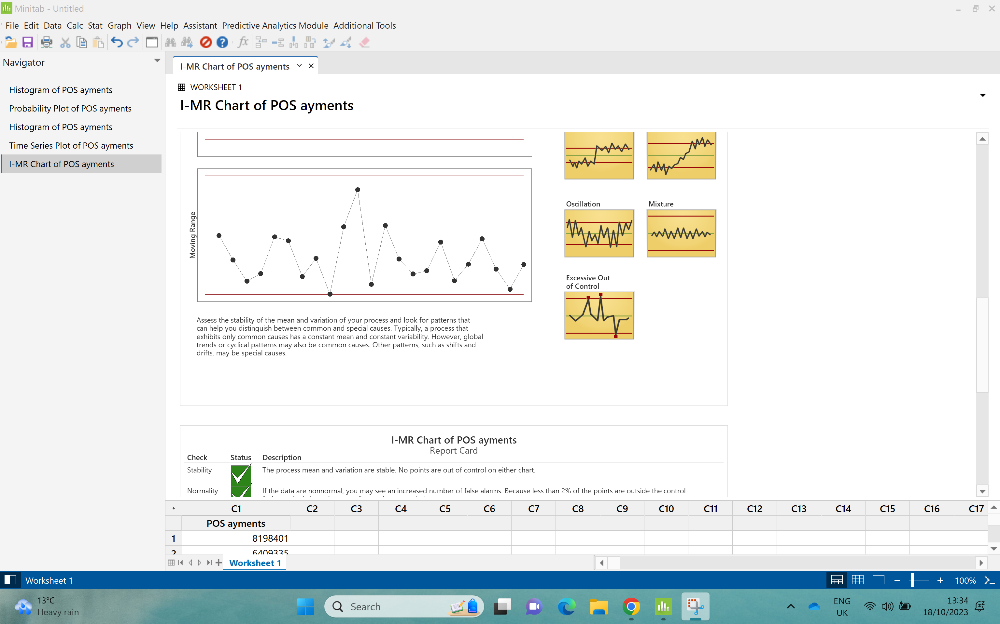 Minitab - Untitled
File Edit Data Calc Stat Graph View Help Assistant Predictive Analytics Module Additional Tools
Navigator
Histogram of POS ayments
Probability Plot of POS ayments
Histogram of POS ayments
Time Series Plot of POS ayments
I-MR Chart of POS ayments
I-MR Chart of POS ayments
WORKSHEET 1
I-MR Chart of POS ayments
Moving Range
Oscillation Mixture
Excessive Out
of Control
Assess the stability of the mean and variation of your process and look for patterns that
can help you distinguish between common and special causes. Typically, a process that
exhibits only common causes has a constant mean and constant variability. However, global
trends or cyclical patterns may also be common causes. Other patterns, such as shifts and
drifts, may be special causes.
I-MR Chart of POS ayments
Report Card
Check Status Description
Stability The process mean and variation are stable. No points are out of control on either chart.
Normality If the data are nonnormal, you may see an increased number of false alarms. Because less than 2% of the points are outside the control
C1 C2 C3 C4 C5 C6 C7 C8 C9 C10 C11 C12 C13 C14 C15 C16 C17
POS ayments
1 8198401
2 6409335
Worksheet 1
Worksheet 1
100%
13°C
Heavy rain
Search
ENG
UK
13:34
18/10/2023